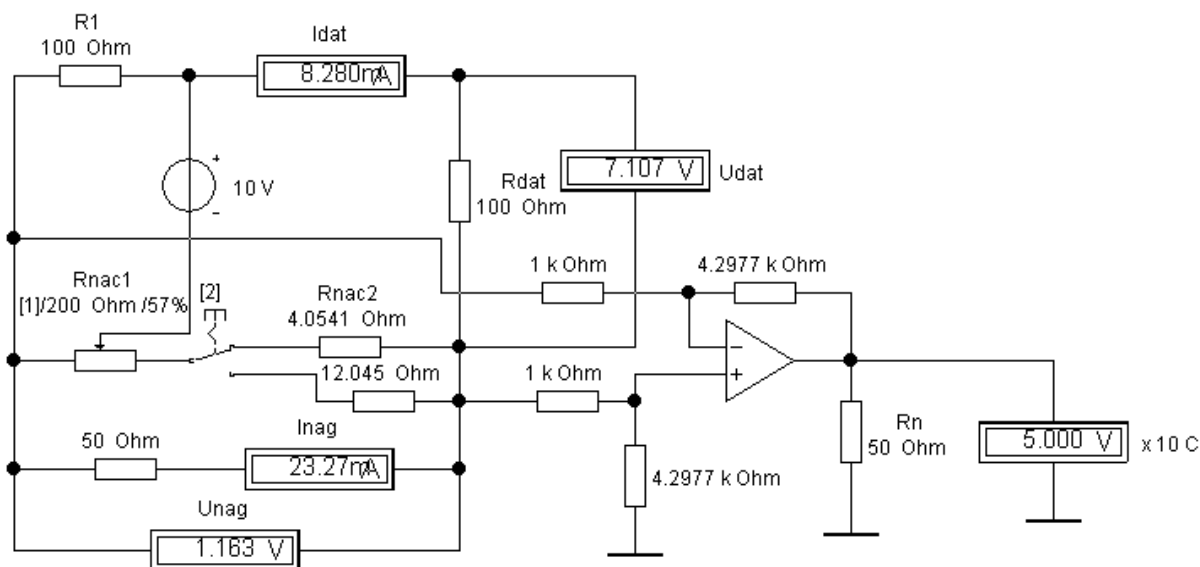 R1
100 Ohm
Idat
8.280mA
+
10 V
-
Rdat
100 Ohm
7.107 V
Udat
Rnac1
[1]/200 Ohm /57%
[2]
Rnac2
4.0541 Ohm
12.045 Ohm
1 k Ohm
4.2977 k Ohm
1 k Ohm
-
+
50 Ohm
Inag
23.27mA
Unag
1.163 V
4.2977 k Ohm
Rn
50 Ohm
5.000 V
x 10 C